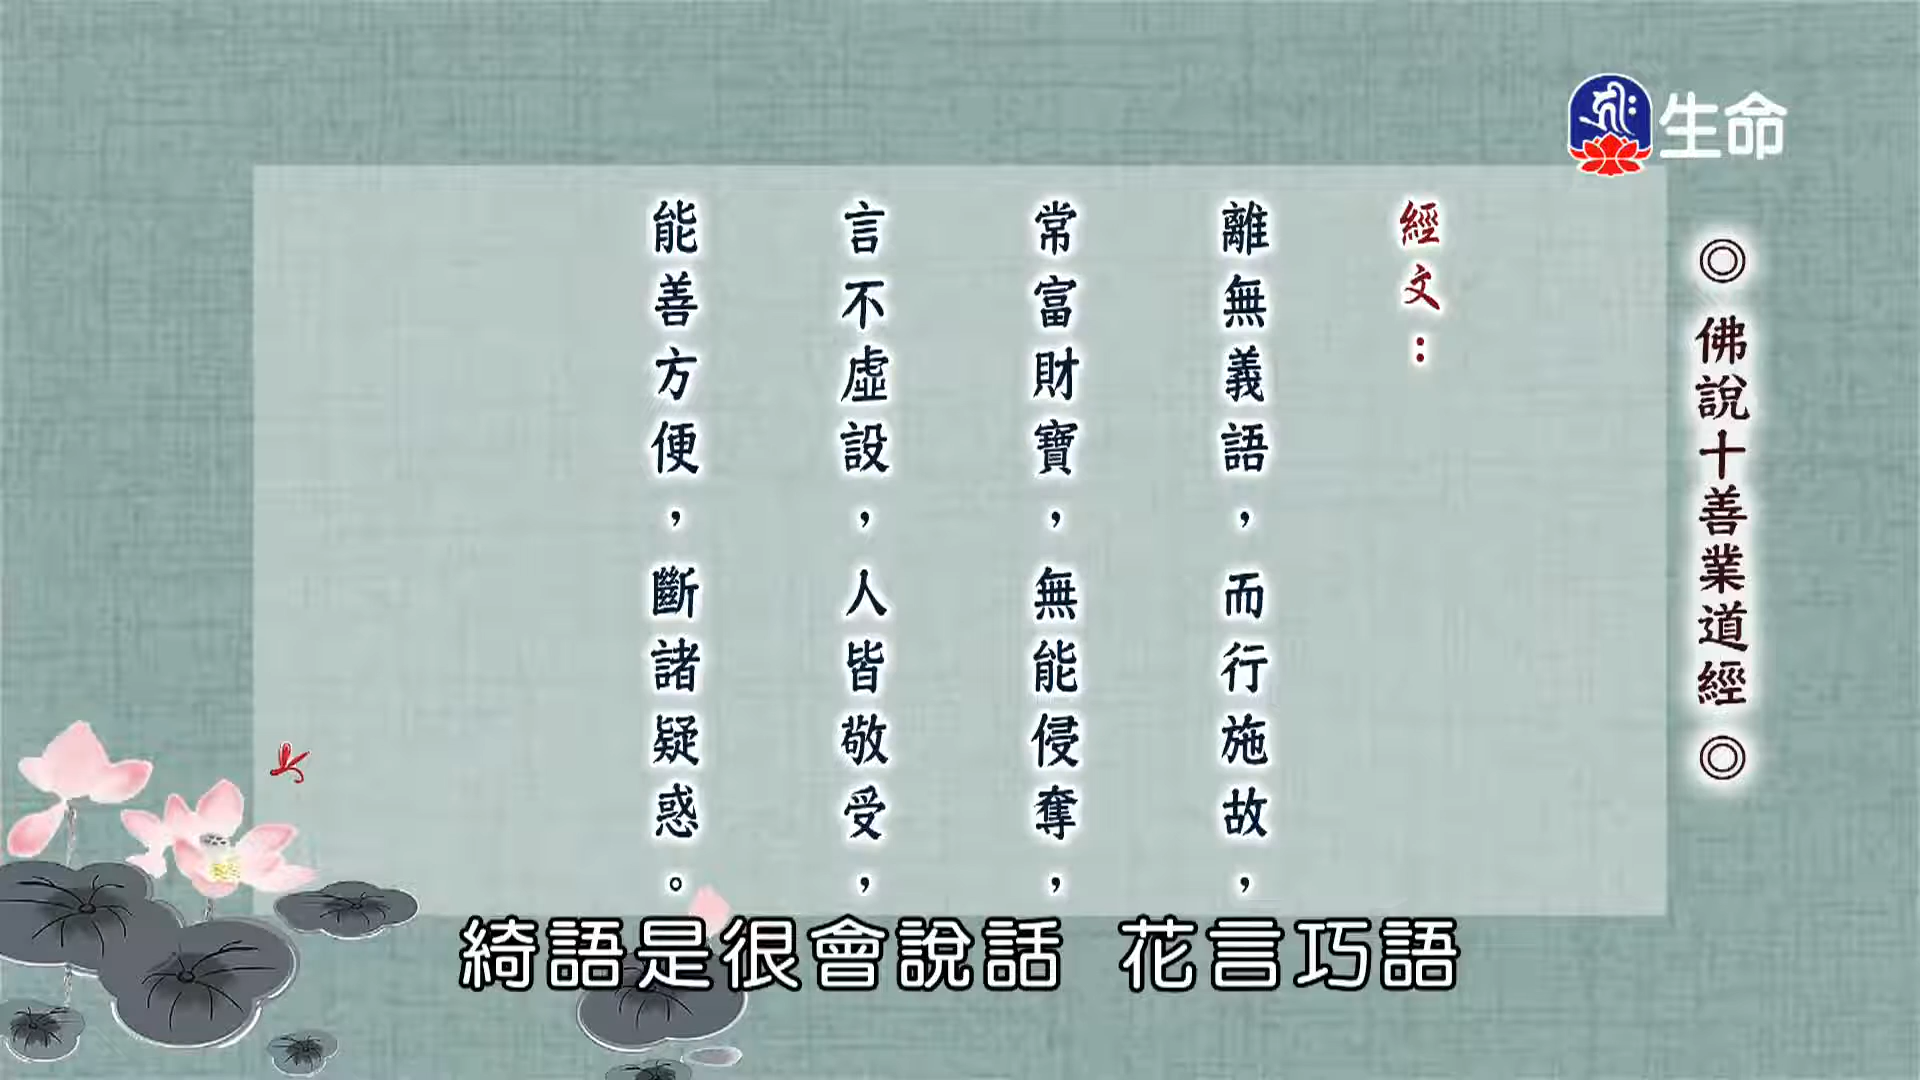 生命
◎佛說十善業道經◎
經文：
離無義語，而行施故，
常富財寶，無能侵奪，
言不虛設，人皆敬受，
能善方便，斷諸疑惑。
綺語是很會說話 花言巧語